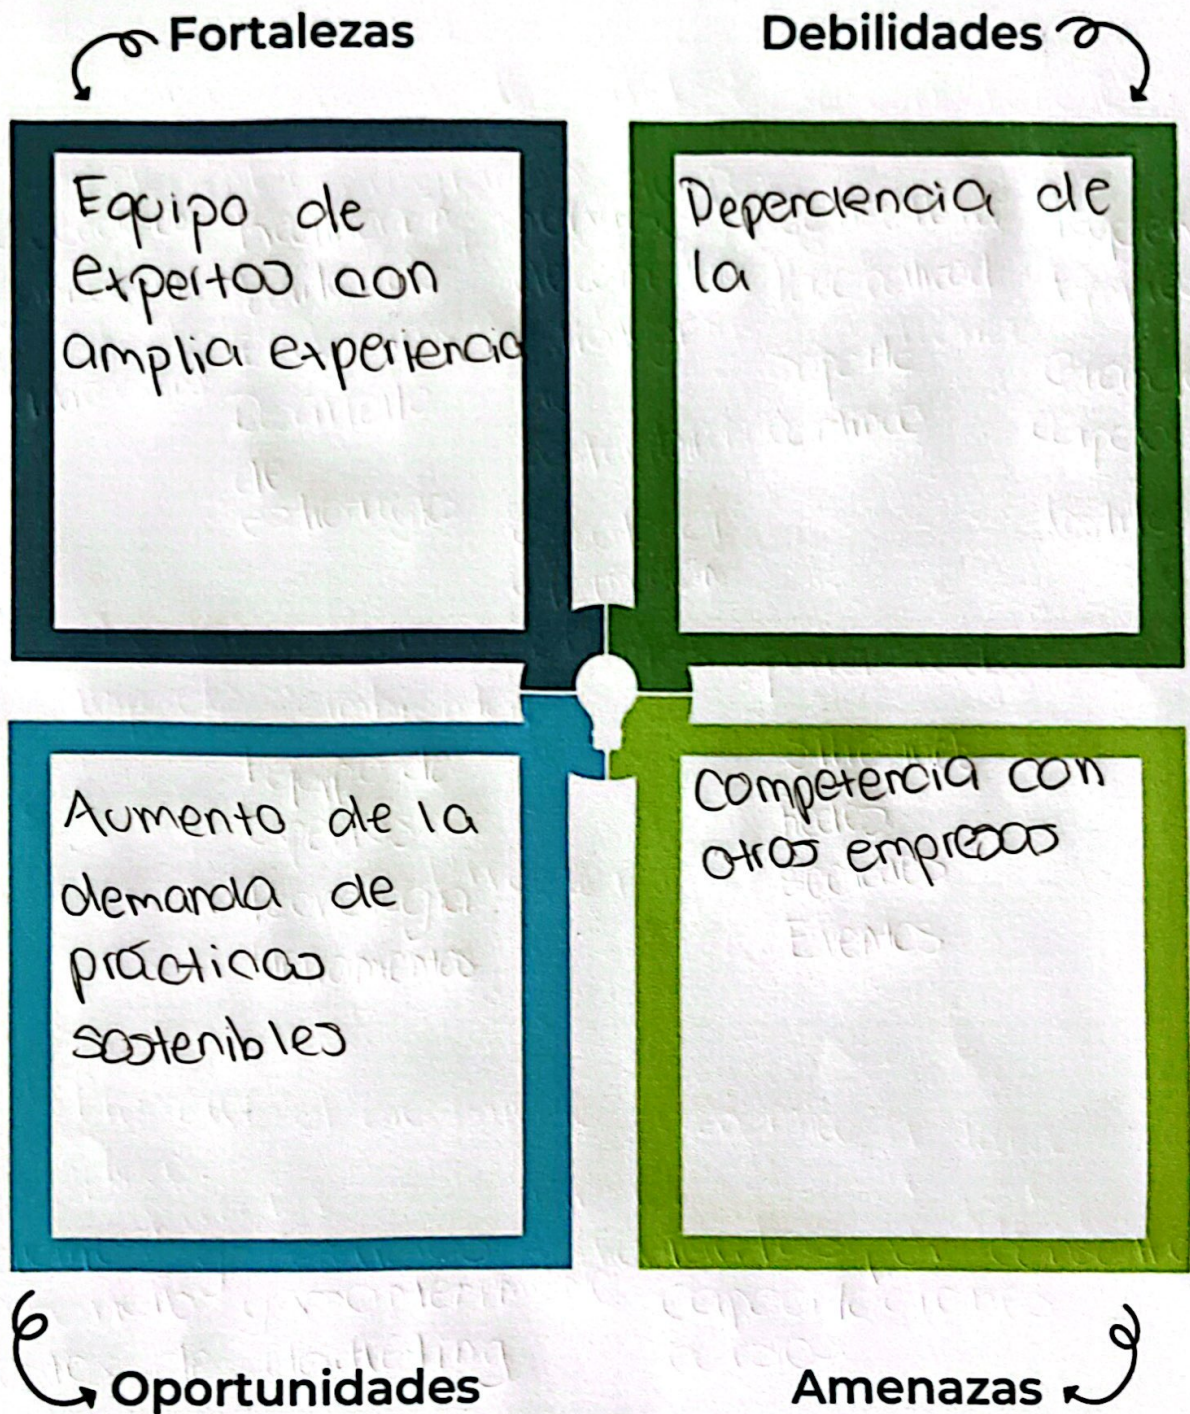 Fortalezas
Equipo de
expertos con
amplia experiencia
Debilidades
Dependencia de
la
Aumento de la
demanda de
prácticas
sostenibles
Oportunidades
Competencia con
otras empresas
Amenazas